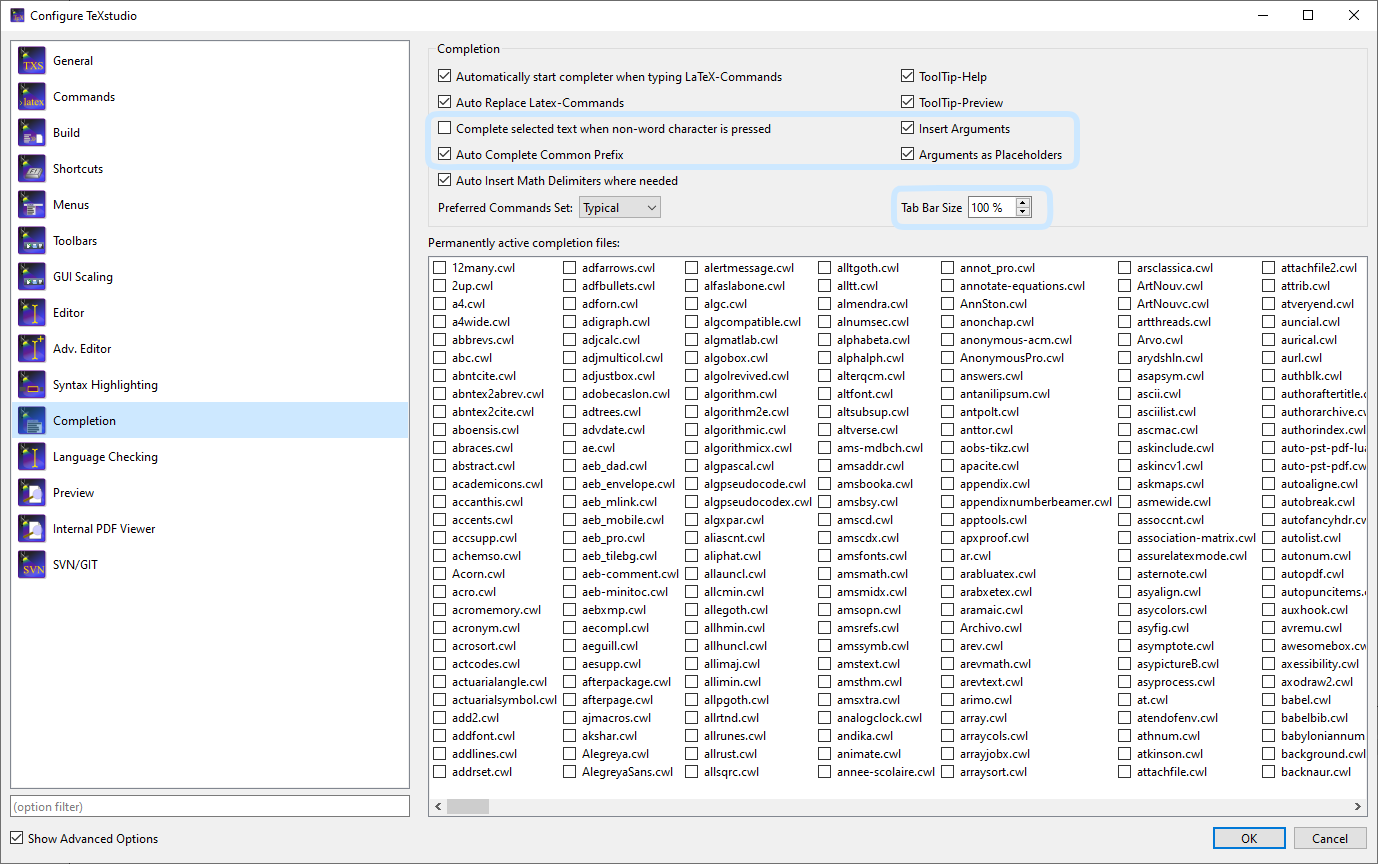 Configure TeXstudio
General
Commands
Build
Shortcuts
Menus
Toolbars
GUI Scaling
Editor
Adv. Editor
Syntax Highlighting
Completion
Language Checking
Preview
Internal PDF Viewer
SVN/GIT
(option filter)
Show Advanced Options
Completion
Automatically start completer when typing LaTeX-Commands ToolTip-Help
Auto Replace Latex-Commands ToolTip-Preview
Complete selected text when non-word character is pressed Insert Arguments
Auto Complete Common Prefix Arguments as Placeholders
Auto Insert Math Delimiters where needed
Preferred Commands Set: Typical Tab Bar Size 100 %
Permanently active completion files:
12many.cwl adfarrows.cwl alertmessage.cwl alltgoth.cwl annot_pro.cwl arsclassica.cwl attachfile2.cwl
2up.cwl adfbullets.cwl alfaslabone.cwl alltt.cwl annotate-equations.cwl ArtNouv.cwl attrib.cwl
a4.cwl adforn.cwl algc.cwl almendra.cwl AnnSton.cwl ArtNouvc.cwl atveryend.cwl
a4wide.cwl adigraph.cwl algcompatible.cwl alnumsec.cwl anonchap.cwl artthreads.cwl auncial.cwl
abbrevs.cwl adjcalc.cwl algmatlab.cwl alphabeta.cwl anonymous-acm.cwl Arvo.cwl aurical.cwl
abc.cwl adjmulticol.cwl algobox.cwl alphalph.cwl AnonymousPro.cwl arydshln.cwl aurl.cwl
abntcite.cwl adjustbox.cwl algolrevived.cwl alterqcm.cwl answers.cwl asapsym.cwl authblk.cwl
abntex2abrev.cwl adobecaslon.cwl algorithm.cwl altfont.cwl antanilipsum.cwl ascii.cwl authoraftertitle.c
abntex2cite.cwl adtrees.cwl algorithm2e.cwl altsubsup.cwl antpolt.cwl asciilist.cwl authorarchive.cw
aboensis.cwl advdate.cwl algorithmic.cwl altverse.cwl anttor.cwl ascmac.cwl authorindex.cwl
abraces.cwl ae.cwl algorithmicx.cwl ams-mdbch.cwl aobs-tikz.cwl askinclude.cwl auto-pst-pdf-lua
abstract.cwl aeb_dad.cwl algpascal.cwl amsaddr.cwl apacite.cwl askincv1.cwl auto-pst-pdf.cw
academicons.cwl aeb_envelope.cwl algpseudocode.cwl amsbooka.cwl appendix.cwl askmaps.cwl autoaligne.cwl
accanthis.cwl aeb_mlink.cwl algpseudocodex.cwl amsbsy.cwl appendixnumberbeamer.cwl asmewide.cwl autobreak.cwl
accents.cwl aeb_mobile.cwl algxpar.cwl amscd.cwl apptools.cwl assoccnt.cwl autofancyhdr.cw
accsupp.cwl aeb_pro.cwl aliascnt.cwl amscdx.cwl apxproof.cwl association-matrix.cwl autolist.cwl
achemso.cwl aeb_tilebg.cwl aliphat.cwl amsfonts.cwl ar.cwl assurelatexmode.cwl autonum.cwl
Acorn.cwl aeb-comment.cwl allauncl.cwl amsmath.cwl arabluatex.cwl asternote.cwl autopdf.cwl
acro.cwl aeb-minitoc.cwl allcmin.cwl amsmidx.cwl arabxetex.cwl asyalign.cwl autopuncitems.c
acromemory.cwl aebxmp.cwl allegoth.cwl amsopn.cwl aramaic.cwl asycolors.cwl auxhook.cwl
acronym.cwl aecompl.cwl allhmin.cwl amsrefs.cwl Archivo.cwl asyfig.cwl avremu.cwl
acrosort.cwl aeguill.cwl allhuncl.cwl amssymb.cwl arev.cwl asymptote.cwl awesomebox.cw
actcodes.cwl aesupp.cwl allimaj.cwl amstext.cwl arevmath.cwl asypictureB.cwl axessibility.cwl
actuarialangle.cwl afterpackage.cwl allimin.cwl amsthm.cwl arevtext.cwl asyprocess.cwl axodraw2.cwl
actuarialsymbol.cwl afterpage.cwl allpgoth.cwl amsxtra.cwl arimo.cwl at.cwl babel.cwl
add2.cwl ajmacros.cwl allrtnd.cwl analogclock.cwl array.cwl atendofenv.cwl babelbib.cwl
addfont.cwl akshar.cwl allrunes.cwl andika.cwl arraycols.cwl athnum.cwl babyloniannum
addlines.cwl Alegreya.cwl allrust.cwl animate.cwl arrayjobx.cwl atkinson.cwl background.cwl
addrset.cwl AlegreyaSans.cwl allsqrc.cwl annee-scolaire.cwl arraysort.cwl attachfile.cwl backnaur.cwl
OK Cancel